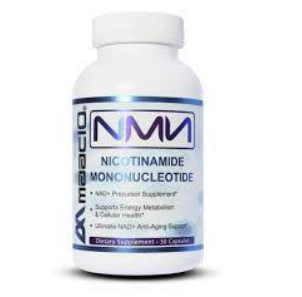 maac10
NMN
NICOTINAMIDE
MONONUCLEOTIDE
• NAD+ Precursor Supplement*
• Supports Energy Metabolism
& Cellular Health*
• Ultimate NAD+ Anti-Aging Support*
Dietary Supplement - 30 Capsules